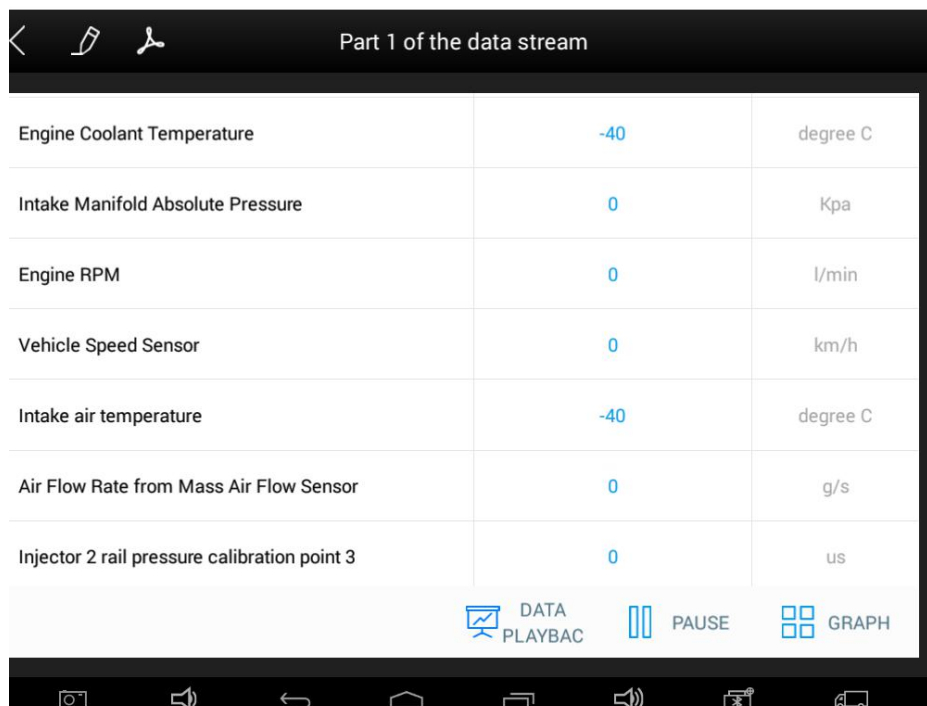 Part 1 of the data stream
Engine Coolant Temperature -40 degree C
Intake Manifold Absolute Pressure 0 Kpa
Engine RPM 0 l/min
Vehicle Speed Sensor 0 km/h
Intake air temperature -40 degree C
Air Flow Rate from Mass Air Flow Sensor 0 g/s
Injector 2 rail pressure calibration point 3 0 us
DATA
PLAYBAC
PAUSE
GRAPH